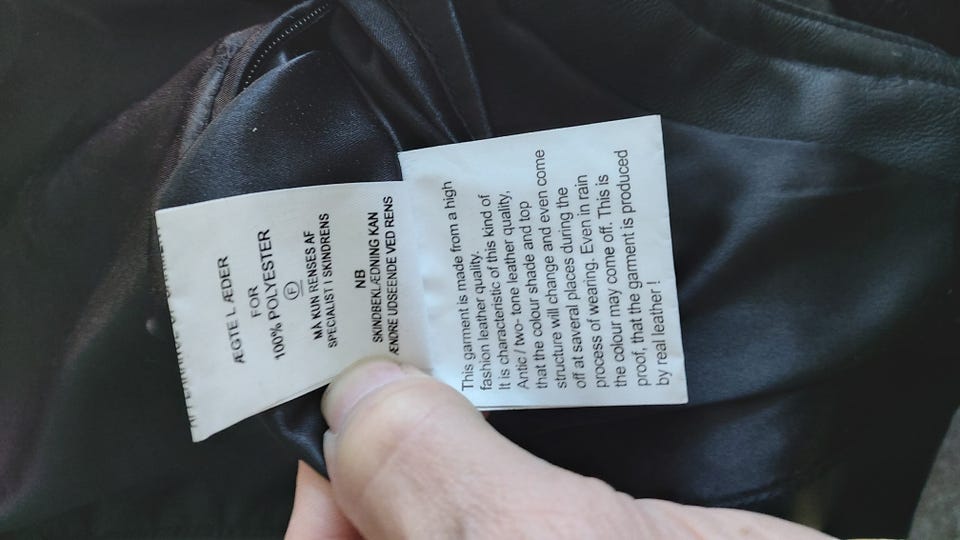 ÆGTE LÆDER
FOR
100% POLYESTER
P
MÅ KUN RENSES AF
SPECIALIST I SKINDRENS
NB
SKINDBEKLÆDNING KAN
ÆNDRE UDSEENDE VED RENS
This garment is made from a high
fashion leather quality.
It is characteristic of this kind of
Antic / two- tone leather quality,
that the colour shade and top
structure will change and even come
off at several places during the
process of wearing. Even in rain
the colour may come off. This is
proof, that the garment is produced
by real leather !